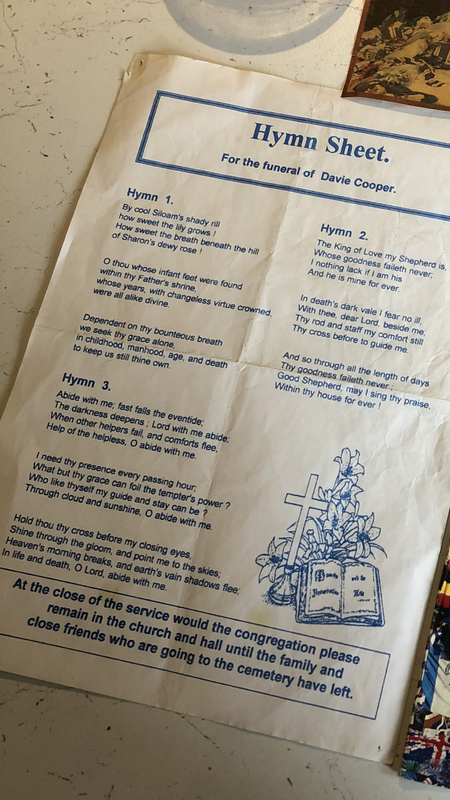 Hymn Sheet.
For the funeral of Davie Cooper.
Hymn 1.
By cool Siloam's shady rill
how sweet the lily grows !
How sweet the breath beneath the hill
of Sharon's dewy rose !
O thou whose infant feet were found
within thy Father's shrine,
whose years, with changeless virtue crowned,
were all alike divine.
Dependent on thy bounteous breath
we seek thy grace alone,
in childhood, manhood, age, and death
to keep us still thine own.
Hymn 2.
The King of Love my Shepherd is,
Whose goodness faileth never;
I nothing lack if I am his
And he is mine for ever.
In death's dark vale I fear no ill,
With thee, dear Lord, beside me;
Thy rod and staff my comfort still
Thy cross before to guide me.
And so through all the length of days
Thy goodness faileth never :
Good Shepherd, may I sing thy praise,
Within thy house for ever !
Hymn 3.
Abide with me; fast falls the eventide;
The darkness deepens ; Lord with me abide;
When other helpers fail, and comforts flee,
Help of the helpless, O abide with me.
I need thy presence every passing hour;
What but thy grace can foil the tempter's power ?
Who like thyself my guide and stay can be ?
Through cloud and sunshine, O abide with me.
Hold thou thy cross before my closing eyes,
Shine through the gloom, and point me to the skies;
Heaven's morning breaks, and earth's vain shadows flee;
In life and death, O Lord, abide with me.
At the close of the service would the congregation please
remain in the church and hall until the family and
close friends who are going to the cemetery have left.